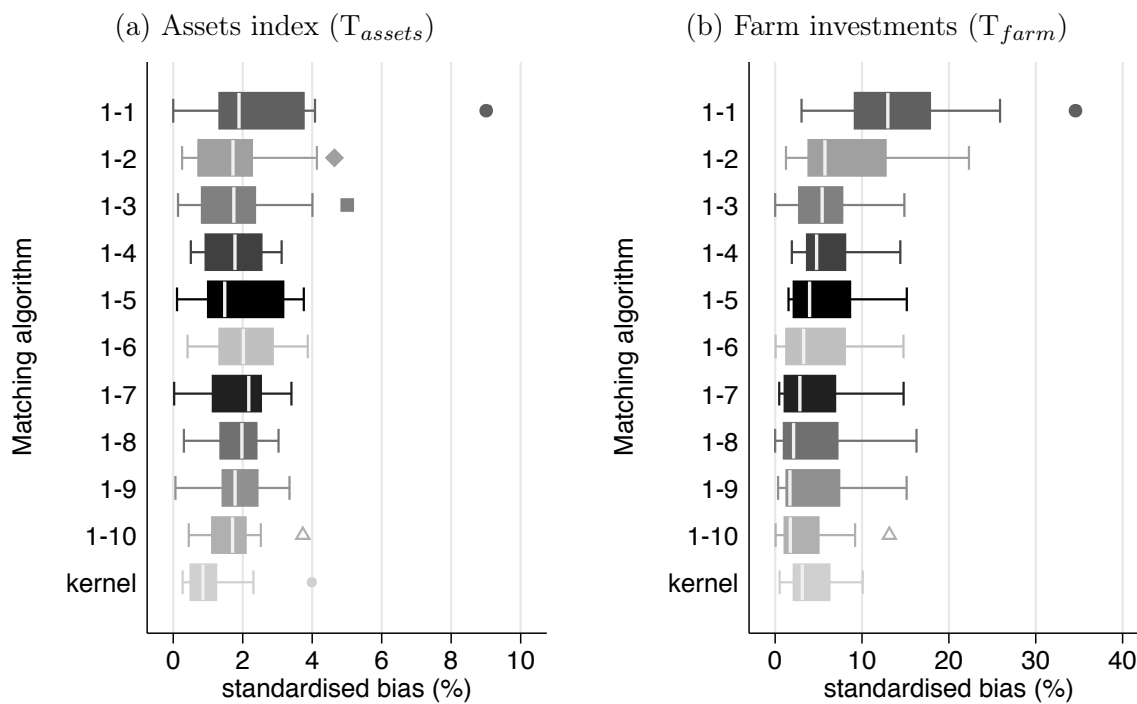 (a) Assets index (T_assets)
Matching algorithm
1-1
1-2
1-3
1-4
1-5
1-6
1-7
1-8
1-9
1-10
kernel
0 2 4 6 8 10
standardised bias (%)
(b) Farm investments (T_farm)
Matching algorithm
1-1
1-2
1-3
1-4
1-5
1-6
1-7
1-8
1-9
1-10
kernel
0 10 20 30 40
standardised bias (%)